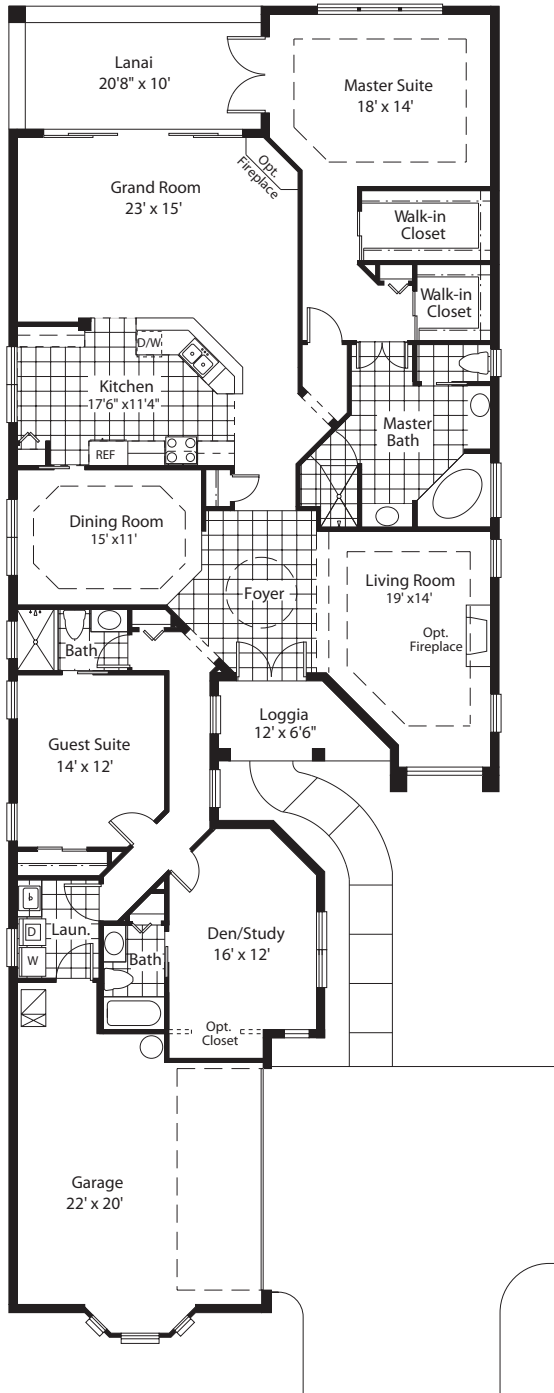 Lanai
20'8" x 10'
Master Suite
18' x 14'
Opt.
Fireplace
Grand Room
23' x 15'
Walk-in
Closet
Walk-in
Closet
D/W
Kitchen
17'6" x11'4"
REF
Master
Bath
Dining Room
15' x11'
Foyer
Living Room
19' x14'
Opt.
Fireplace
Bath
Loggia
12' x 6'6"
Guest Suite
14' x 12'
b
D
W
Laun.
Bath
Den/Study
16' x 12'
Opt.
Closet
Garage
22' x 20'